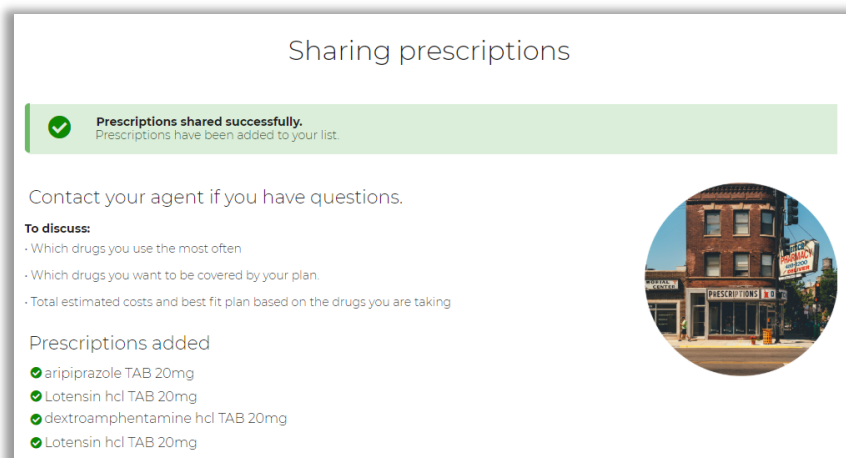 Sharing prescriptions
Prescriptions shared successfully.
Prescriptions have been added to your list.
Contact your agent if you have questions.
To discuss:
• Which drugs you use the most often
• Which drugs you want to be covered by your plan.
• Total estimated costs and best fit plan based on the drugs you are taking
PHARMACY
PRESCRIPTIONS
Prescriptions added
aripiprazole TAB 20mg
Lotensin hcl TAB 20mg
dextroamphentamine hcl TAB 20mg
Lotensin hcl TAB 20mg